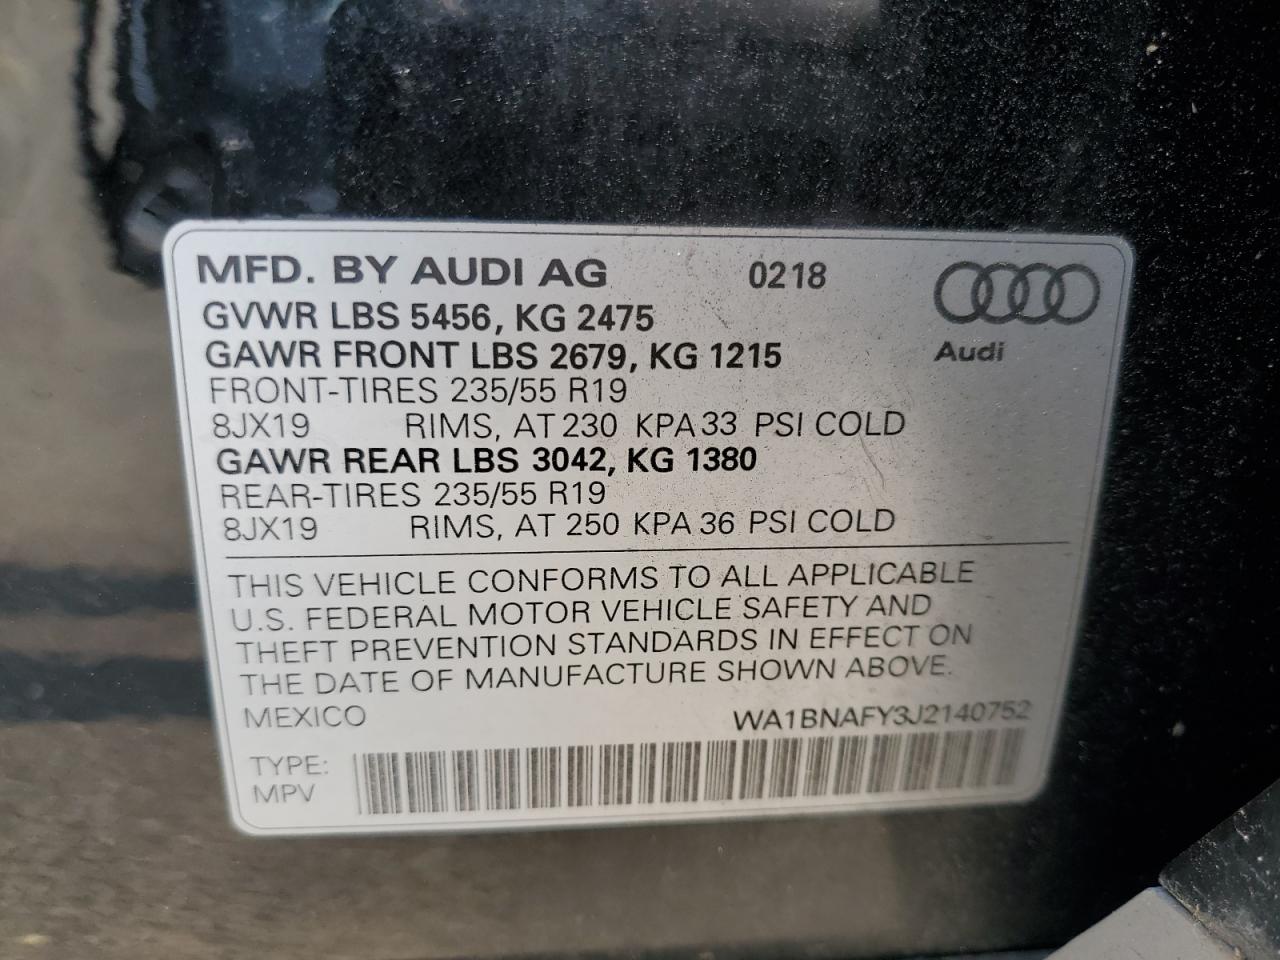 MFD. BY AUDI AG 0218
GVWR LBS 5456, KG 2475
GAWR FRONT LBS 2679, KG 1215
Audi
FRONT-TIRES 235/55 R19
8JX19 RIMS, AT 230 KPA 33 PSI COLD
GAWR REAR LBS 3042, KG 1380
REAR-TIRES 235/55 R19
8JX19 RIMS, AT 250 KPA 36 PSI COLD
THIS VEHICLE CONFORMS TO ALL APPLICABLE
U.S. FEDERAL MOTOR VEHICLE SAFETY AND
THEFT PREVENTION STANDARDS IN EFFECT ON
THE DATE OF MANUFACTURE SHOWN ABOVE.
MEXICO WA1BNAFY3J2140752
TYPE:
MPV